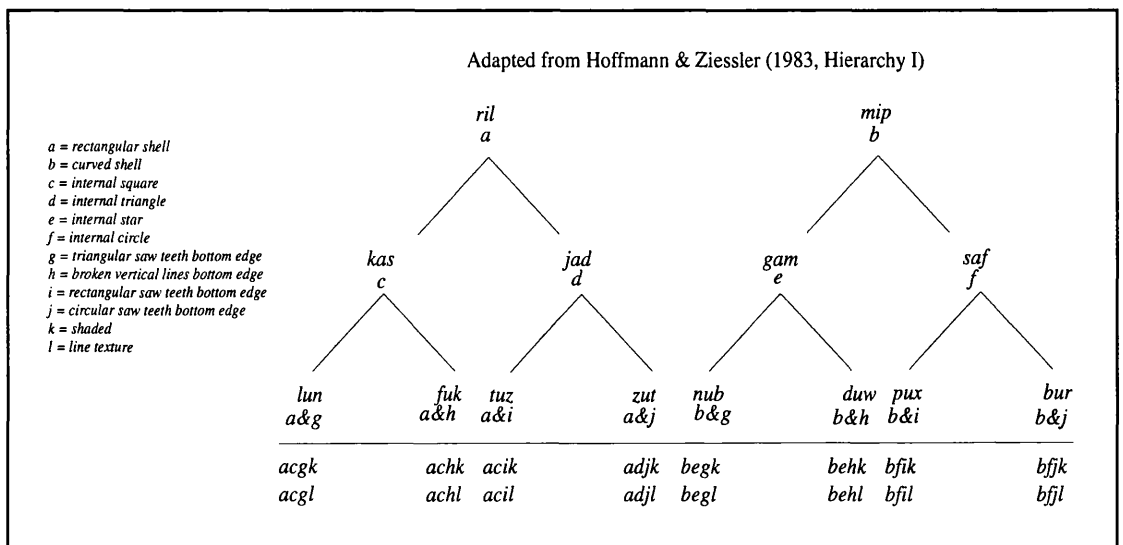 Adapted from Hoffmann & Ziessler (1983, Hierarchy I)
ril mip
a b
a = rectangular shell
b = curved shell
c = internal square
d = internal triangle
e = internal star
f = internal circle
g = triangular saw teeth bottom edge
h = broken vertical lines bottom edge
i = rectangular saw teeth bottom edge
j = circular saw teeth bottom edge
k = shaded
l = line texture
kas jad gam saf
c d e f
lun fuk tuz zut nub duw pux bur
a&g a&h a&i a&j b&g b&h b&i b&j
acgk achk acik adjk begk behk bfik bfjk
acgl achl acil adjl begl behl bfil bfjl